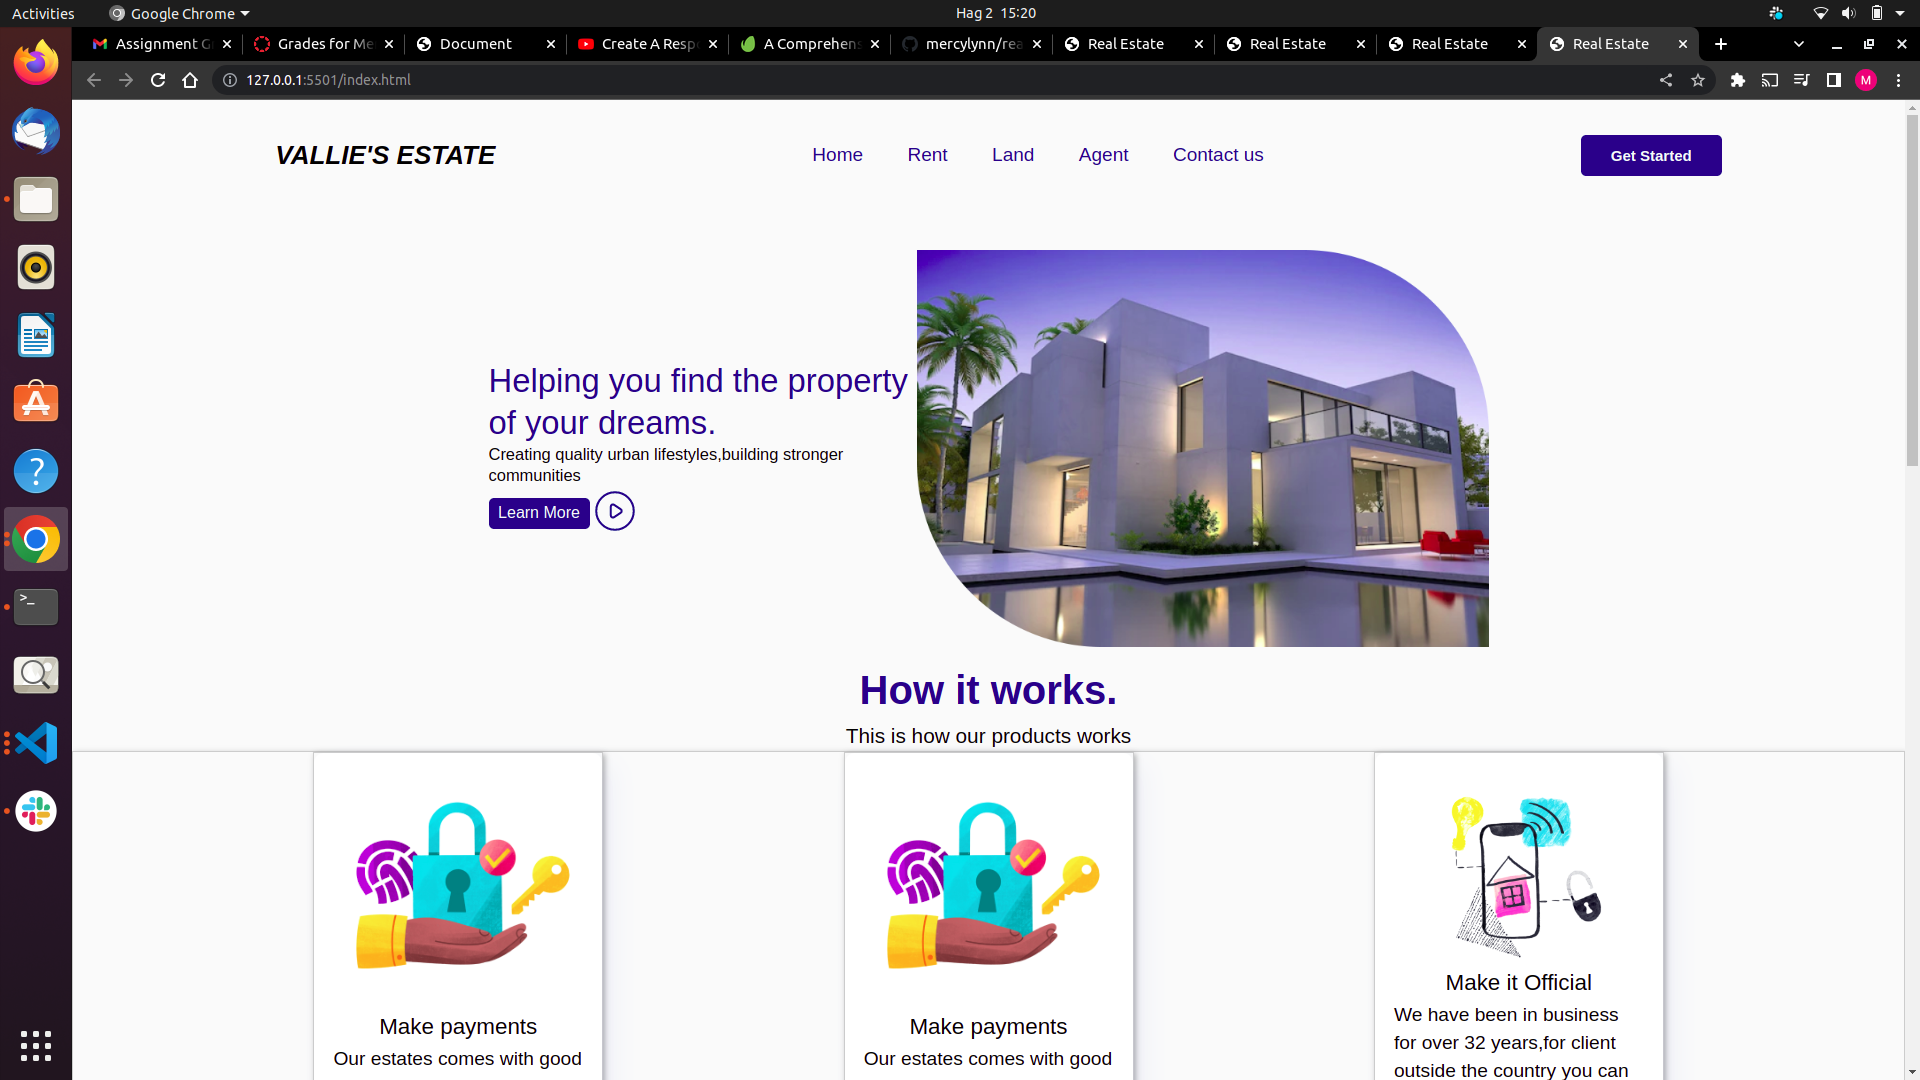 Activities
Google Chrome
Hag 2 15:20
Assignment G
Grades for Me
Document
Create A Resp
A Comprehens
mercylynn/rea
Real Estate
Real Estate
Real Estate
Real Estate
127.0.0.1:5501/index.html
M
VALLIE'S ESTATE
Home
Rent
Land
Agent
Contact us
Get Started
Helping you find the property
of your dreams.
Creating quality urban lifestyles,building stronger
communities
Learn More
How it works.
This is how our products works
Make payments
Our estates comes with good
Make payments
Our estates comes with good
Make it Official
We have been in business
for over 32 years,for client
outside the country you can